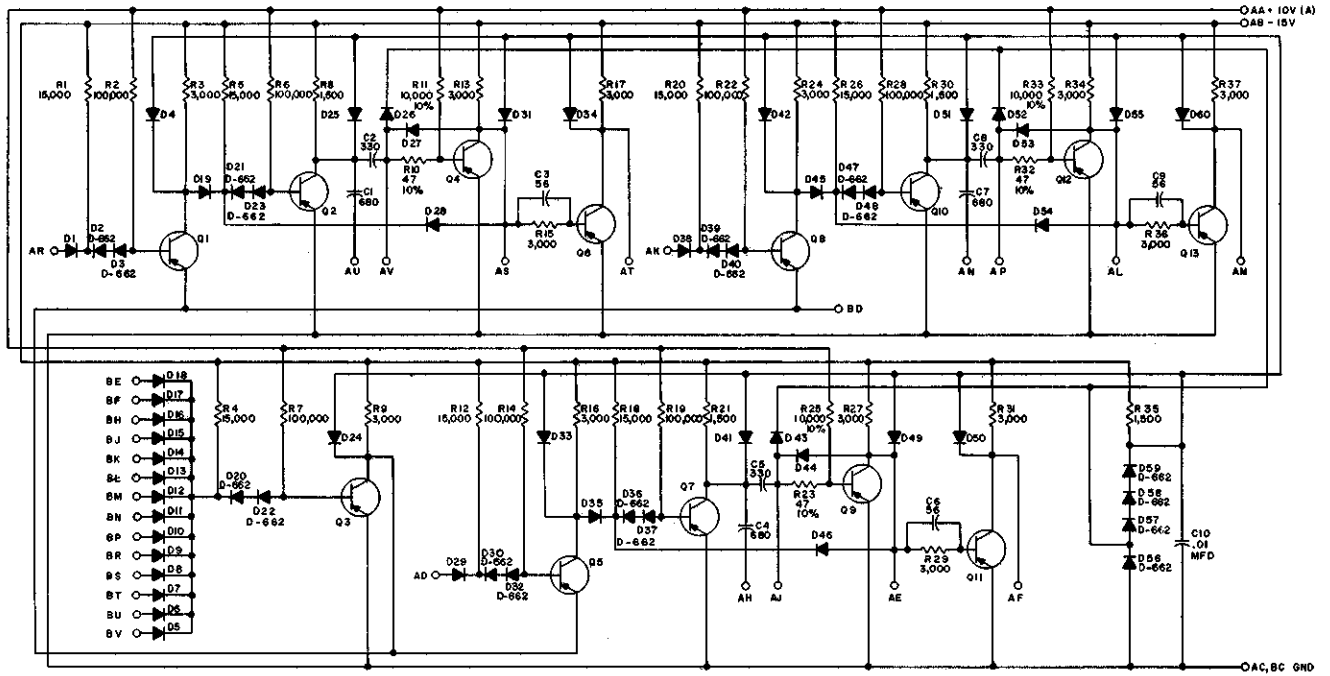 AA + 10V (A)
AB - 15V
R1 15,000
R2 100,000
D4
R3 3,000
R5 15,000
R6 100,000
R8 1,500
D25
D26
R11 10,000 10%
R13 3,000
D31
D34
R17 3,000
R20 15,000
R22 100,000
D42
R24 3,000
R26 15,000
R28 100,000
R30 1,500
D51
D52
R33 10,000 10%
R34 3,000
D55
D60
R37 3,000
C2 330
D27
R10 47 10%
Q4
C3 56
R15 3,000
Q6
D19
D21 D-662
D23 D-662
Q2
C1 680
D28
AR
D1
D2 D-662
D3 D-662
Q1
AU
AV
AS
AT
AK
D38
D39 D-662
D40 D-662
Q8
D45
D47 D-662
D48 D-662
Q10
C8 330
C7 680
D53
R32 47 10%
Q12
D54
C9 56
R36 3,000
Q13
AN
AP
AL
AM
BD
BE D18
BF D17
BH D16
BJ D15
BK D14
BL D13
BM D12
BN D11
BP D10
BR D9
BS D8
BT D7
BU D6
BV D5
R4 15,000
R7 100,000
R9 3,000
D24
D20 D-662
D22 D-662
Q3
R12 15,000
R14 100,000
R16 3,000
R18 15,000
R19 100,000
R21 1,500
D33
D41
D43
R25 10,000 10%
R27 3,000
D49
D50
R31 3,000
R35 1,500
C5 330
D44
R23 47 10%
Q9
D35
D36 D-662
D37 D-662
Q7
C4 680
D46
C6 56
R29 3,000
Q11
AD
D29
D30 D-662
D32 D-662
Q5
AH
AJ
AE
AF
D59 D-662
D58 D-662
D57 D-662
D56 D-662
C10 .01 MFD
AC, BC GND